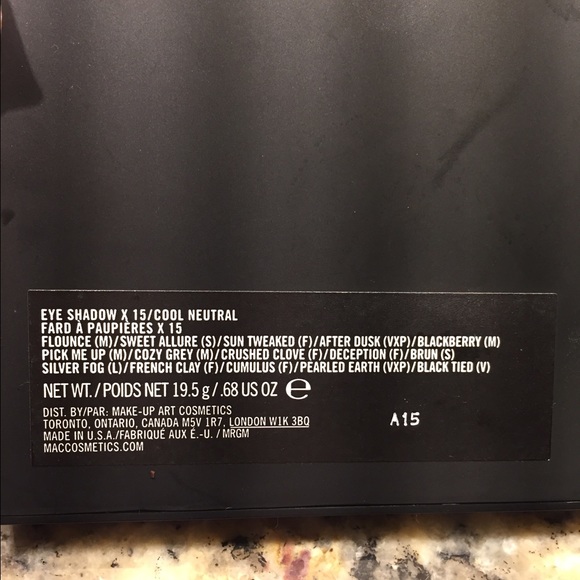 EYE SHADOW X 15/COOL NEUTRAL
FARD À PAUPIÈRES X 15
FLOUNCE (M)/SWEET ALLURE (S)/SUN TWEAKED (F)/AFTER DUSK (VXP)/BLACKBERRY (M)
PICK ME UP (M)/COZY GREY (M)/CRUSHED CLOVE (F)/DECEPTION (F)/BRUN (S)
SILVER FOG (L)/FRENCH CLAY (F)/CUMULUS (F)/PEARLED EARTH (VXP)/BLACK TIED (V)
NET WT./POIDS NET 19.5 g/.68 US OZ ℮
DIST. BY/PAR: MAKE-UP ART COSMETICS
TORONTO, ONTARIO, CANADA M5V 1R7, LONDON W1K 3BQ
MADE IN U.S.A./FABRIQUÉ AUX É.-U. / MRGM
MACCOSMETICS.COM
A15